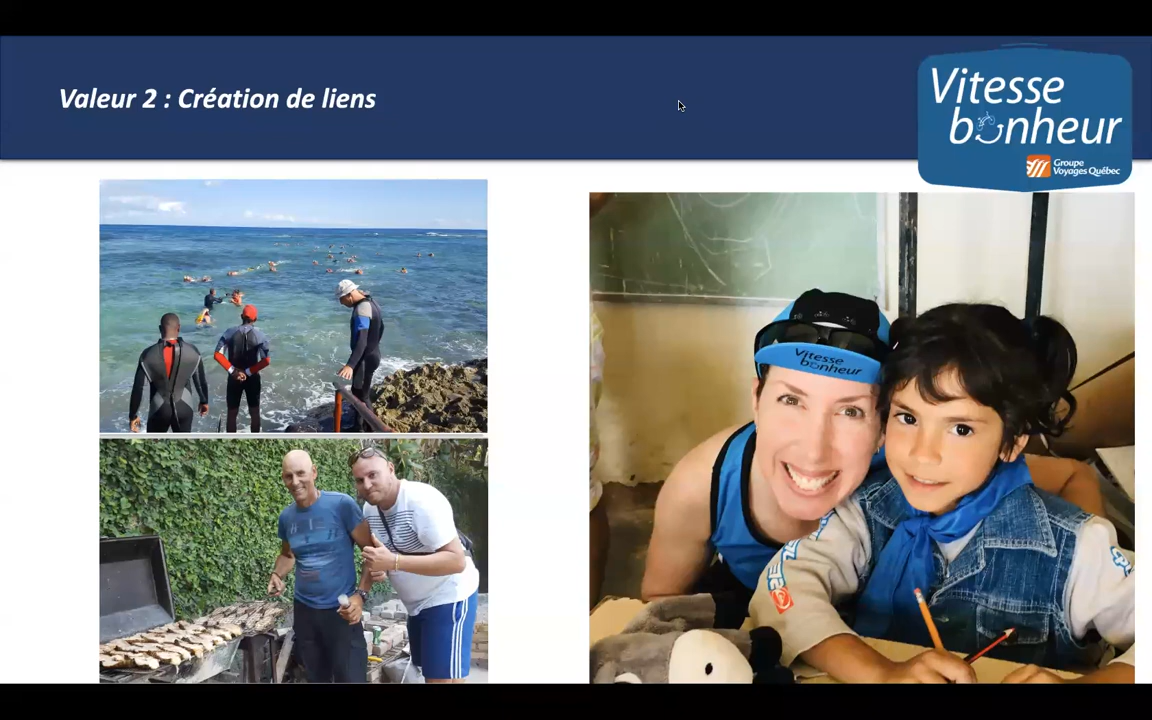 Valeur 2 : Création de liens
Vitesse
bonheur
Groupe
Voyages Québec
Vitesse
bonheur